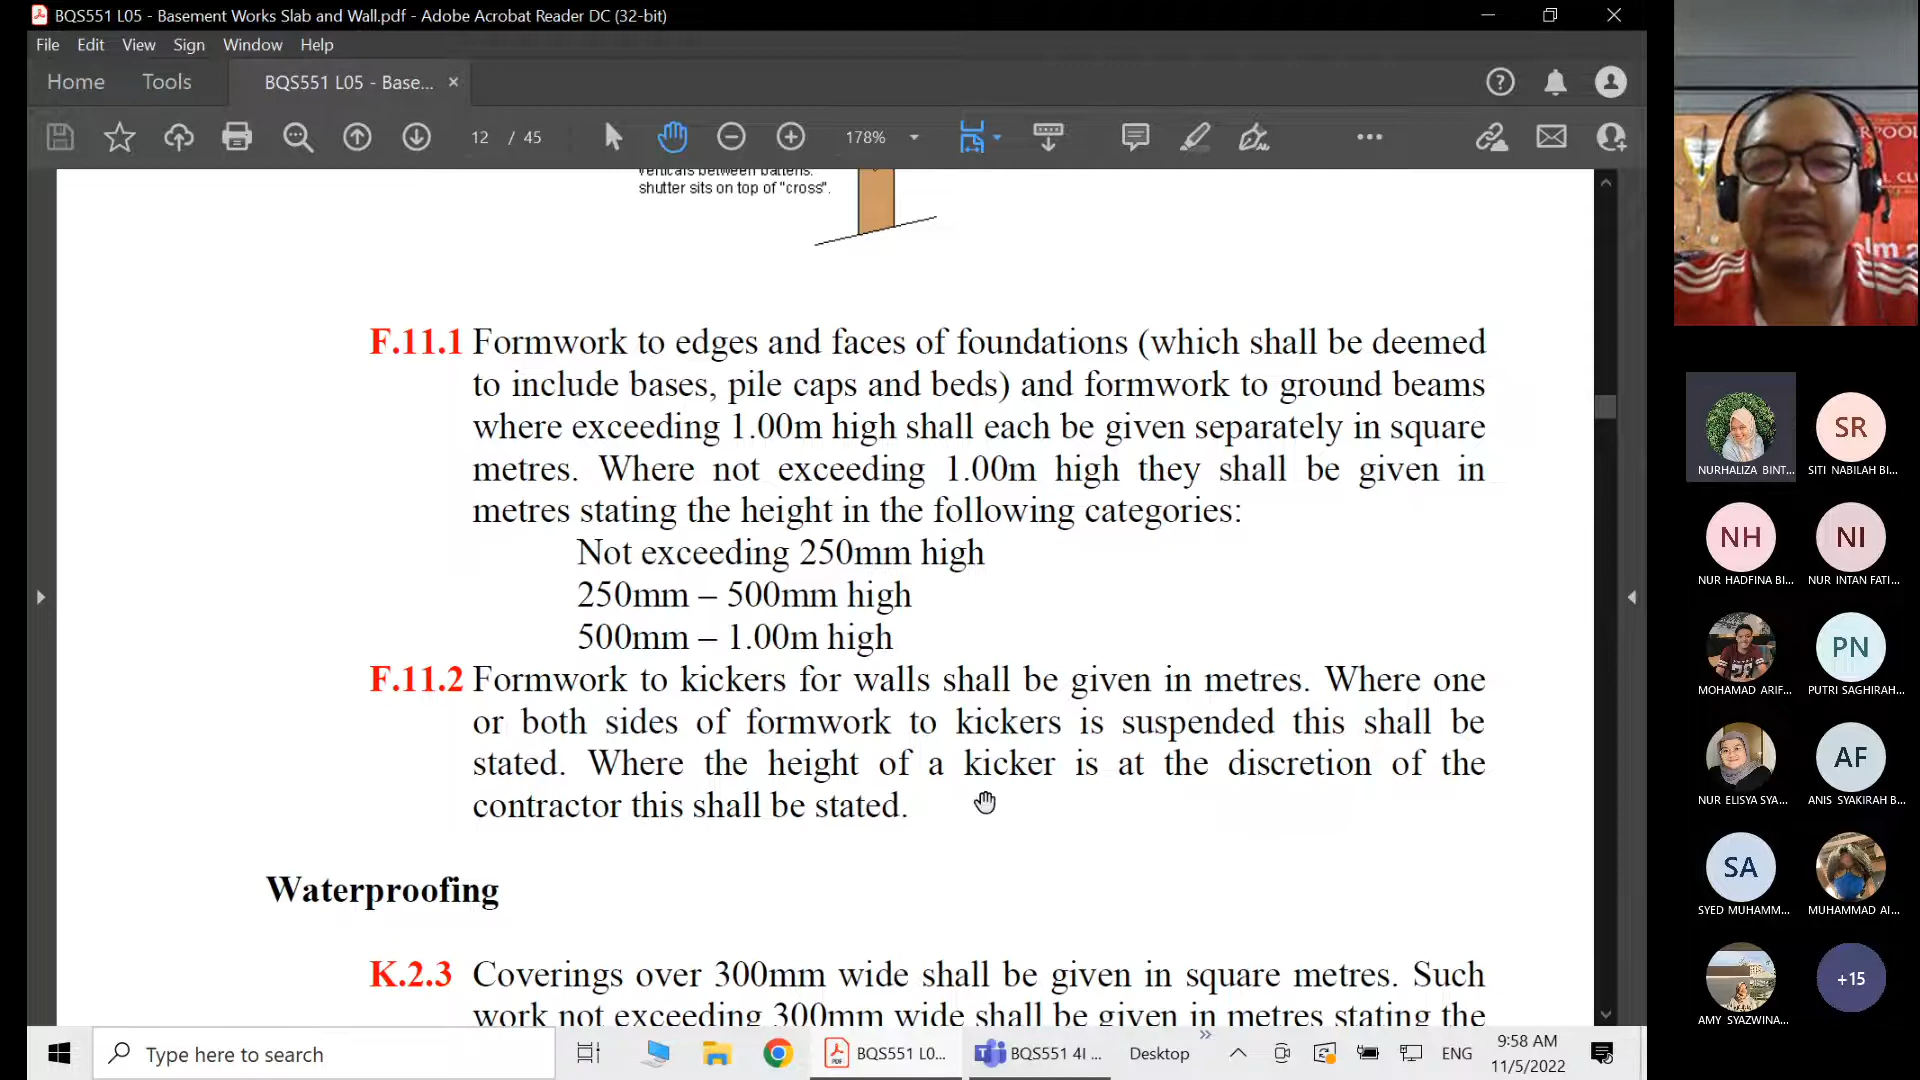 BQS551 L05 - Basement Works Slab and Wall.pdf - Adobe Acrobat Reader DC (32-bit)
File Edit View Sign Window Help
Home Tools BQS551 L05 - Base...
12 / 45 178%
verticals between battens.
shutter sits on top of "cross".
F.11.1 Formwork to edges and faces of foundations (which shall be deemed
to include bases, pile caps and beds) and formwork to ground beams
where exceeding 1.00m high shall each be given separately in square
metres. Where not exceeding 1.00m high they shall be given in
metres stating the height in the following categories:
Not exceeding 250mm high
250mm – 500mm high
500mm – 1.00m high
F.11.2 Formwork to kickers for walls shall be given in metres. Where one
or both sides of formwork to kickers is suspended this shall be
stated. Where the height of a kicker is at the discretion of the
contractor this shall be stated.
Waterproofing
K.2.3 Coverings over 300mm wide shall be given in square metres. Such
work not exceeding 300mm wide shall be given in metres stating the
NURHALIZA BINT...
SR
SITI NABILAH BI...
NH
NUR HADFINA BI...
NI
NUR INTAN FATI...
MOHAMAD ARIF...
PN
PUTRI SAGHIRAH...
NUR ELISYA SYA...
AF
ANIS SYAKIRAH B...
SA
SYED MUHAMM...
MUHAMMAD AI...
AMY SYAZWINA...
+15
Type here to search
BQS551 L0...
BQS551 4I ...
Desktop
ENG
9:58 AM
11/5/2022